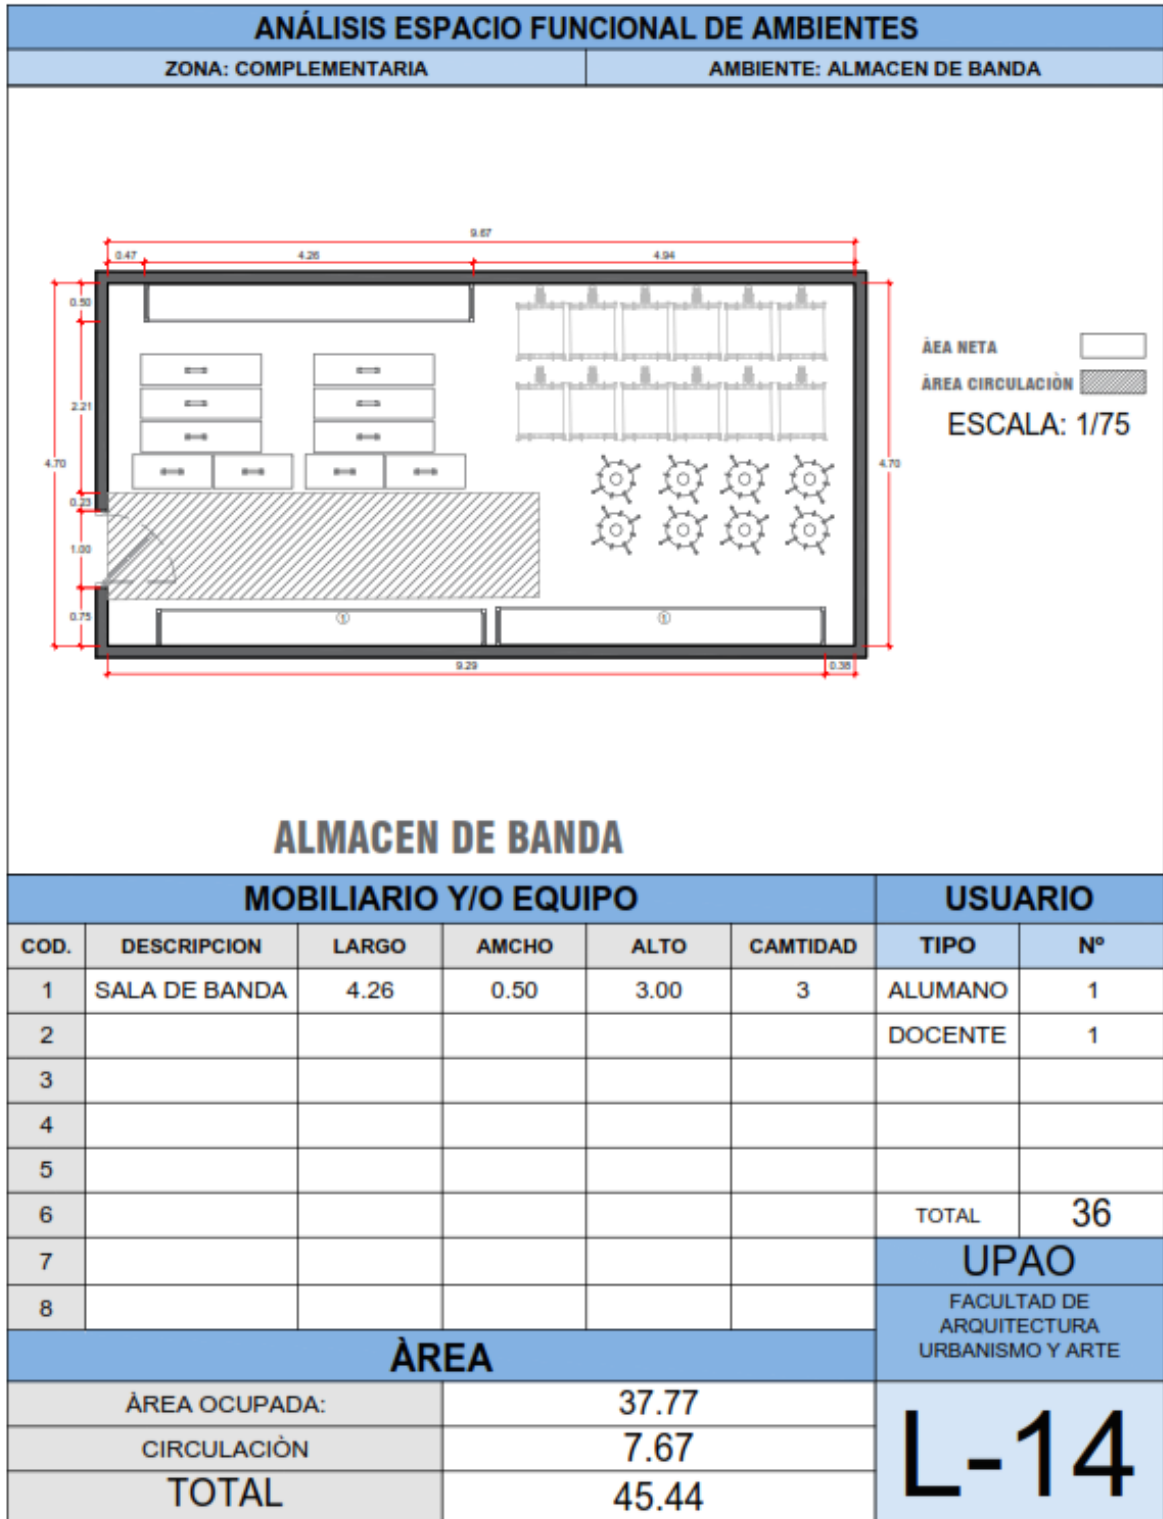 ANÁLISIS ESPACIO FUNCIONAL DE AMBIENTES
ZONA: COMPLEMENTARIA
AMBIENTE: ALMACEN DE BANDA
9.67
0.47
4.26
4.94
0.50
2.21
4.70
0.23
1.00
0.75
4.70
1
1
9.29
0.38
ÀEA NETA
ÀREA CIRCULACIÒN
ESCALA: 1/75
ALMACEN DE BANDA
MOBILIARIO Y/O EQUIPO
USUARIO
COD. DESCRIPCION LARGO AMCHO ALTO CAMTIDAD TIPO Nº
1 SALA DE BANDA 4.26 0.50 3.00 3 ALUMANO 1
2 DOCENTE 1
3
4
5
6 TOTAL 36
7
8
UPAO
FACULTAD DE
ARQUITECTURA
URBANISMO Y ARTE
ÀREA
ÀREA OCUPADA: 37.77
CIRCULACIÒN 7.67
TOTAL 45.44
L-14